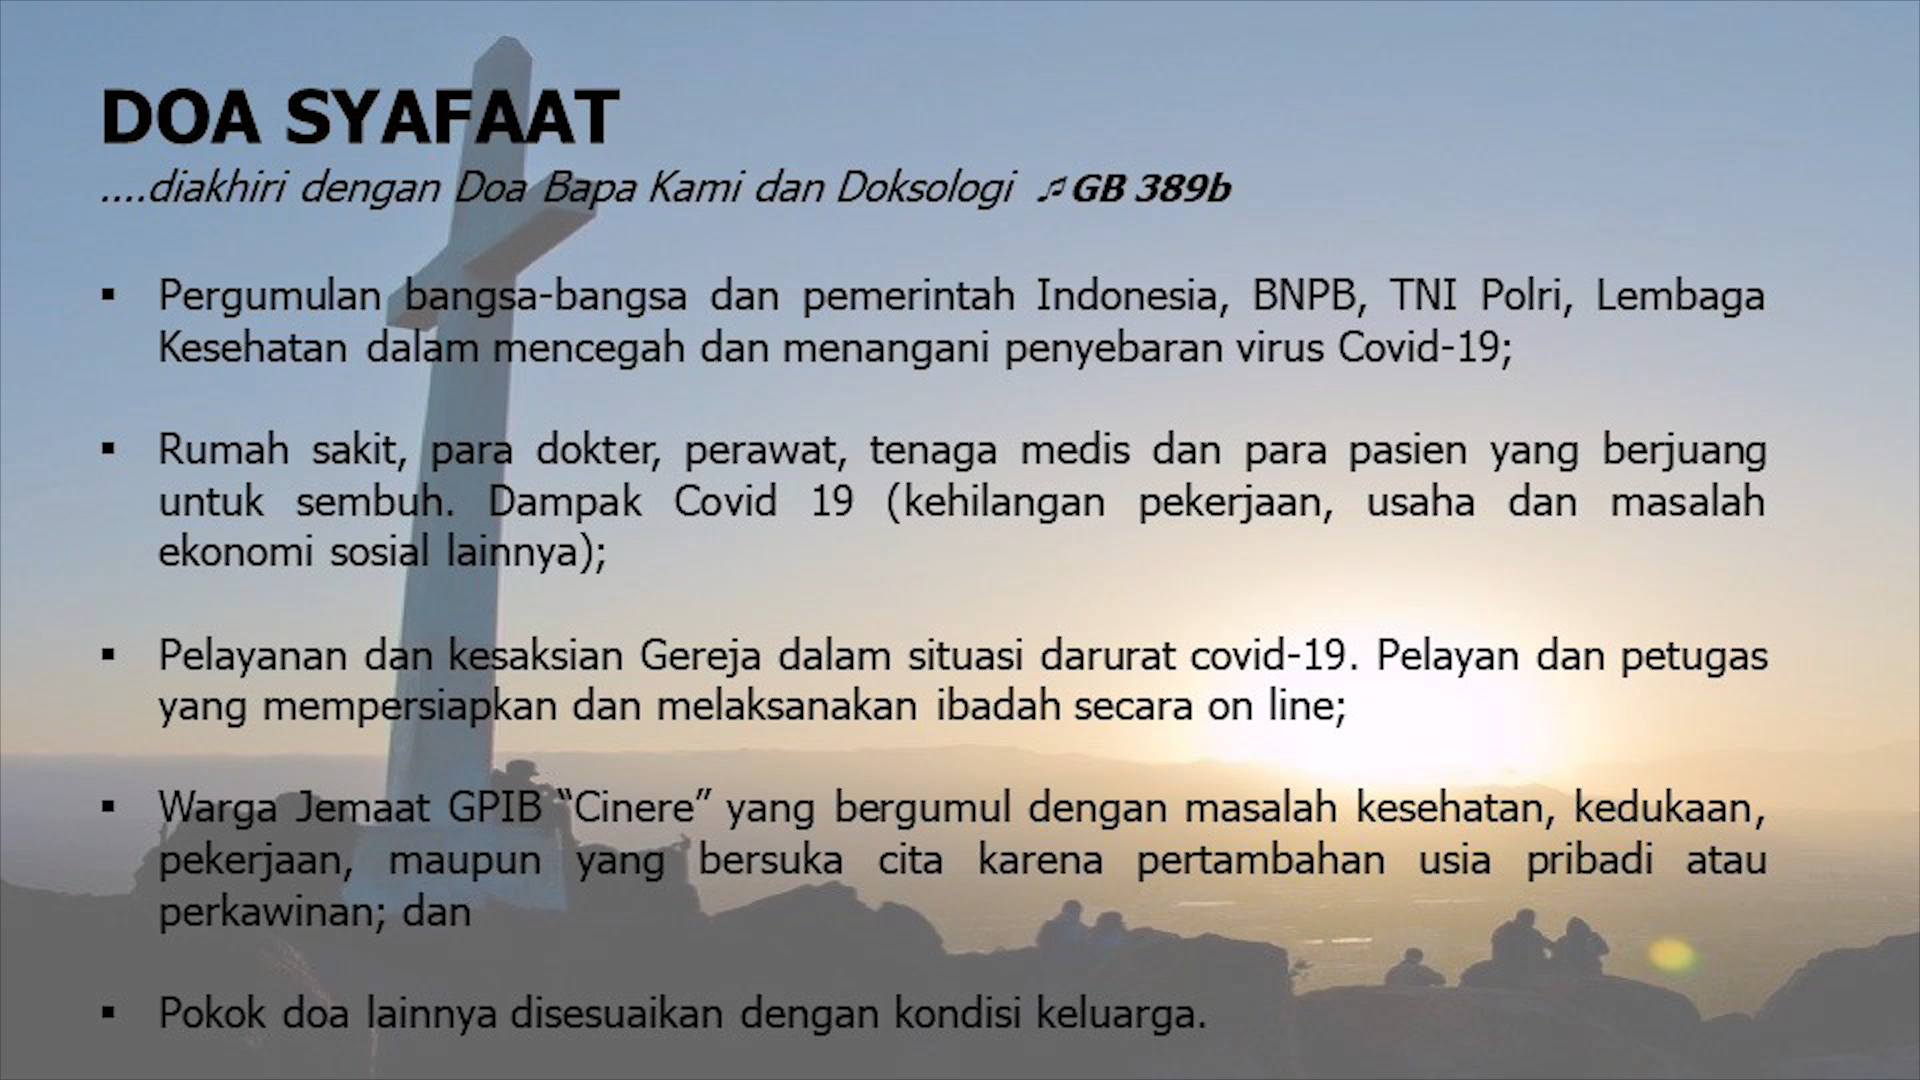 DOA SYAFAAT
....diakhiri dengan Doa Bapa Kami dan Doksologi ♫GB 389b
▪ Pergumulan bangsa-bangsa dan pemerintah Indonesia, BNPB, TNI Polri, Lembaga
Kesehatan dalam mencegah dan menangani penyebaran virus Covid-19;
▪ Rumah sakit, para dokter, perawat, tenaga medis dan para pasien yang berjuang
untuk sembuh. Dampak Covid 19 (kehilangan pekerjaan, usaha dan masalah
ekonomi sosial lainnya);
▪ Pelayanan dan kesaksian Gereja dalam situasi darurat covid-19. Pelayan dan petugas
yang mempersiapkan dan melaksanakan ibadah secara on line;
▪ Warga Jemaat GPIB “Cinere” yang bergumul dengan masalah kesehatan, kedukaan,
pekerjaan, maupun yang bersuka cita karena pertambahan usia pribadi atau
perkawinan; dan
▪ Pokok doa lainnya disesuaikan dengan kondisi keluarga.